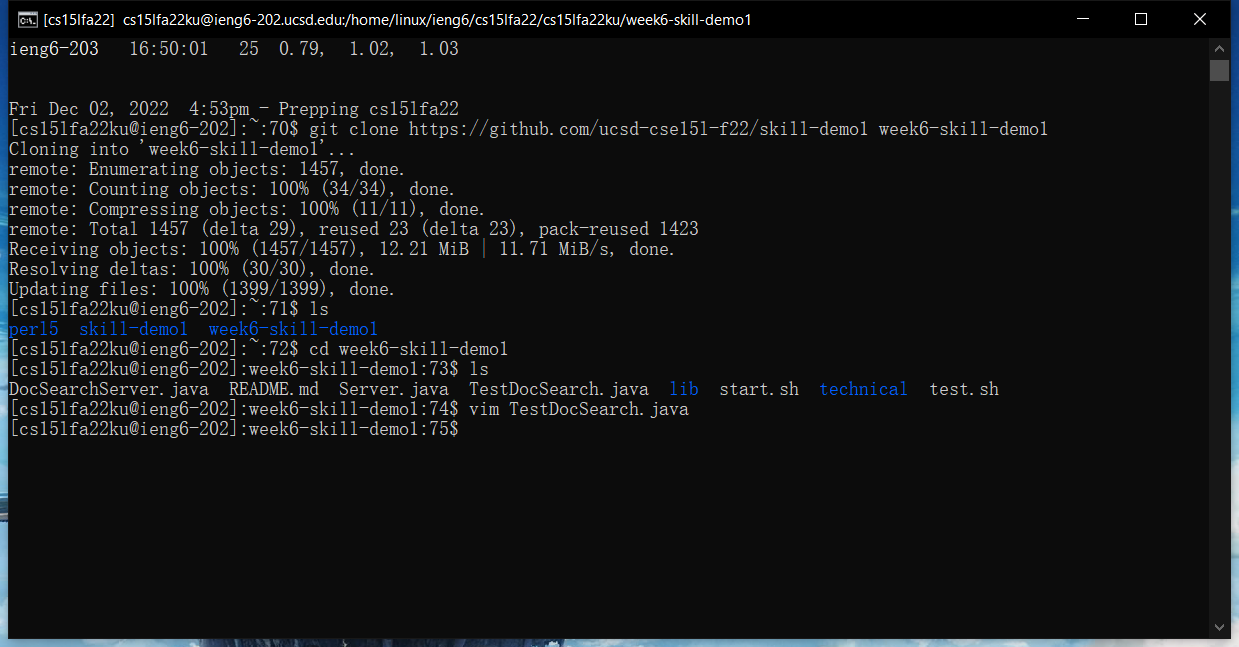 [cs15lfa22] cs15lfa22ku@ieng6-202.ucsd.edu:/home/linux/ieng6/cs15lfa22/cs15lfa22ku/week6-skill-demo1
ieng6-203   16:50:01   25  0.79,  1.02,  1.03
Fri Dec 02, 2022  4:53pm - Prepping cs15lfa22
[cs15lfa22ku@ieng6-202]:~:70$ git clone https://github.com/ucsd-cse15l-f22/skill-demo1 week6-skill-demo1
Cloning into 'week6-skill-demo1'...
remote: Enumerating objects: 1457, done.
remote: Counting objects: 100% (34/34), done.
remote: Compressing objects: 100% (11/11), done.
remote: Total 1457 (delta 29), reused 23 (delta 23), pack-reused 1423
Receiving objects: 100% (1457/1457), 12.21 MiB | 11.71 MiB/s, done.
Resolving deltas: 100% (30/30), done.
Updating files: 100% (1399/1399), done.
[cs15lfa22ku@ieng6-202]:~:71$ ls
perl5  skill-demo1  week6-skill-demo1
[cs15lfa22ku@ieng6-202]:~:72$ cd week6-skill-demo1
[cs15lfa22ku@ieng6-202]:week6-skill-demo1:73$ ls
DocSearchServer.java  README.md  Server.java  TestDocSearch.java  lib  start.sh  technical  test.sh
[cs15lfa22ku@ieng6-202]:week6-skill-demo1:74$ vim TestDocSearch.java
[cs15lfa22ku@ieng6-202]:week6-skill-demo1:75$